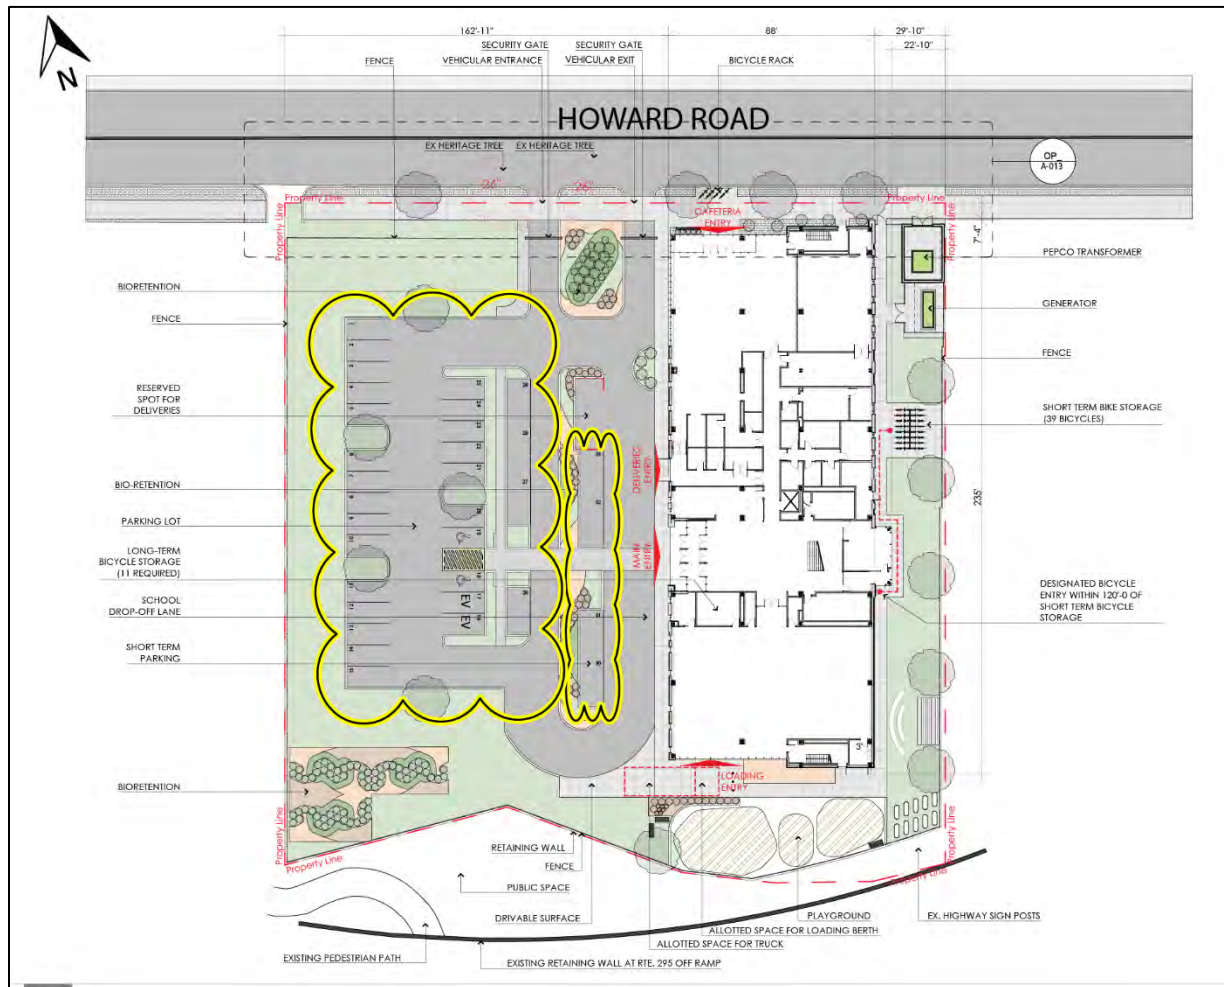 162'-11"
88'
29'-10"
22'-10"
SECURITY GATE
SECURITY GATE
FENCE
VEHICULAR ENTRANCE
VEHICULAR EXIT
BICYCLE RACK
N
HOWARD ROAD
EX HERITAGE TREE
EX HERITAGE TREE
OP_
A-013
26"
26"
Property Line
Property Line
Property Line
Property Line
CAFETERIA
ENTRY
7'-4"
PEPCO TRANSFORMER
BIORETENTION
GENERATOR
FENCE
FENCE
RESERVED
SPOT FOR
DELIVERIES
SHORT TERM BIKE STORAGE
(39 BICYCLES)
DELIVERIES
ENTRY
BIO-RETENTION
235'
PARKING LOT
MAIN
ENTRY
LONG-TERM
BICYCLE STORAGE
(11 REQUIRED)
SCHOOL
DROP-OFF LANE
EV EV
DESIGNATED BICYCLE
ENTRY WITHIN 120'-0 OF
SHORT TERM BICYCLE
STORAGE
SHORT TERM
PARKING
3'
LOADING
ENTRY
BIORETENTION
Property Line
Property Line
Property Line
Property Line
RETAINING WALL
FENCE
PUBLIC SPACE
DRIVABLE SURFACE
PLAYGROUND
EX. HIGHWAY SIGN POSTS
ALLOTTED SPACE FOR LOADING BERTH
ALLOTTED SPACE FOR TRUCK
EXISTING PEDESTRIAN PATH
EXISTING RETAINING WALL AT RTE. 295 OFF RAMP